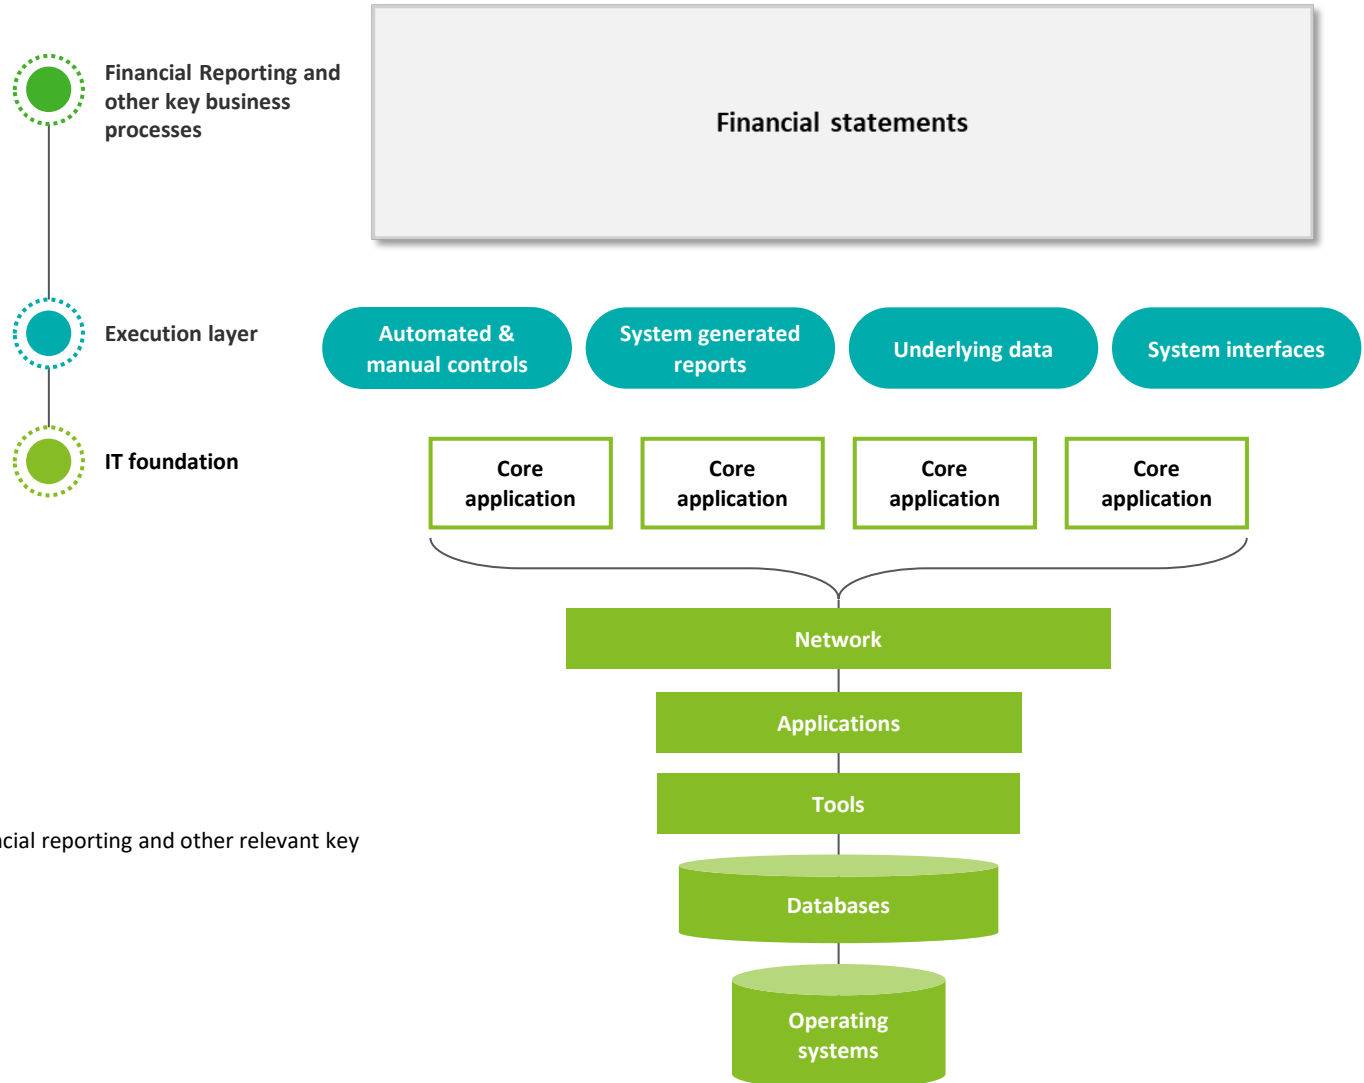 Financial Reporting and
other key business
processes
Financial statements
Execution layer
Automated &
manual controls
System generated
reports
Underlying data
System interfaces
IT foundation
Core
application
Core
application
Core
application
Core
application
Network
Applications
Tools
reporting and other relevant key
Databases
Operating
systems